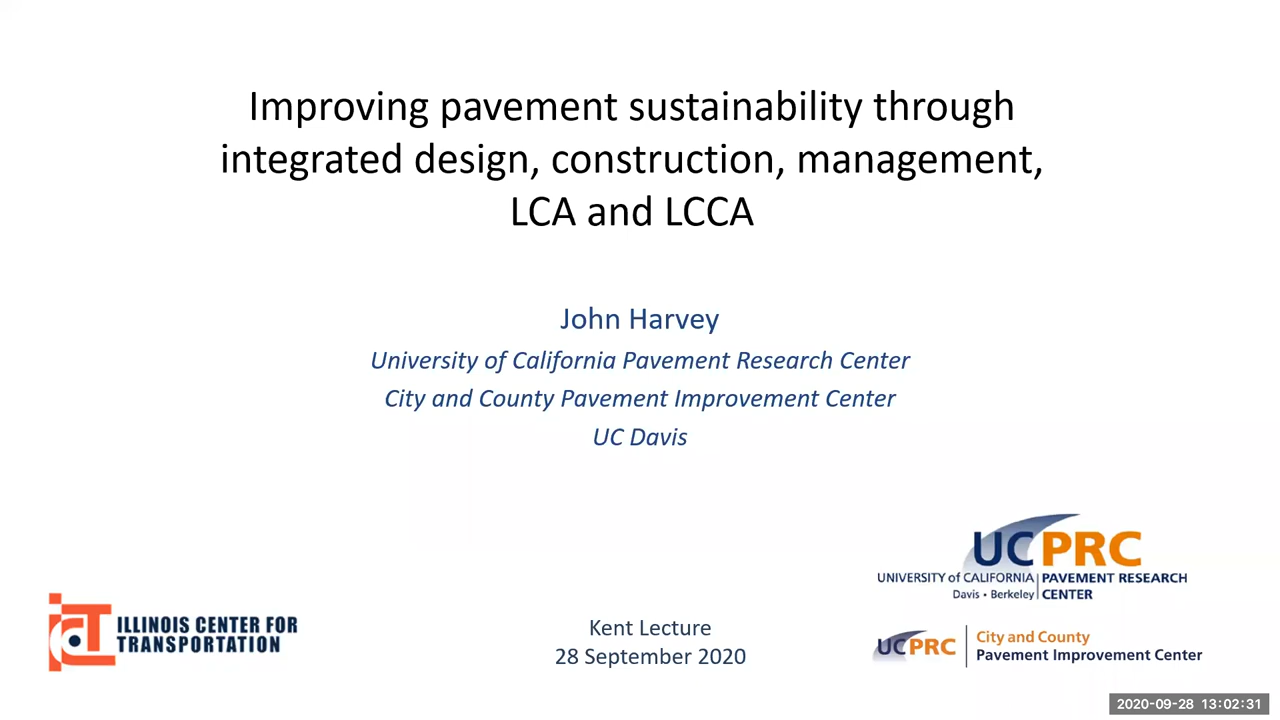 Improving pavement sustainability through
integrated design, construction, management,
LCA and LCCA
John Harvey
University of California Pavement Research Center
City and County Pavement Improvement Center
UC Davis
UCPRC
UNIVERSITY of CALIFORNIA | PAVEMENT RESEARCH
Davis • Berkeley | CENTER
ict ILLINOIS CENTER FOR
TRANSPORTATION
Kent Lecture
28 September 2020
UCPRC | City and County
Pavement Improvement Center
2020-09-28 13:02:31